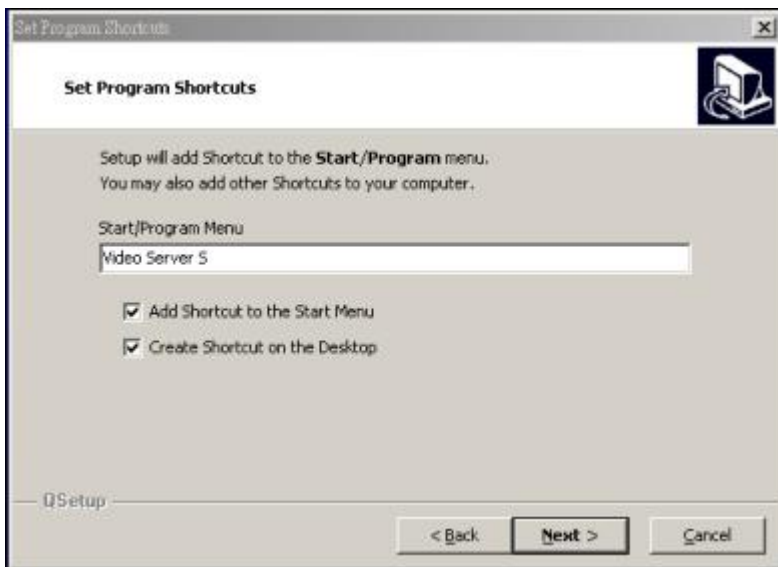 Set Program Shortcuts
Set Program Shortcuts
Setup will add Shortcut to the Start/Program menu.
You may also add other Shortcuts to your computer.
Start/Program Menu
Video Server S
Add Shortcut to the Start Menu
Create Shortcut on the Desktop
QSetup
< Back Next > Cancel